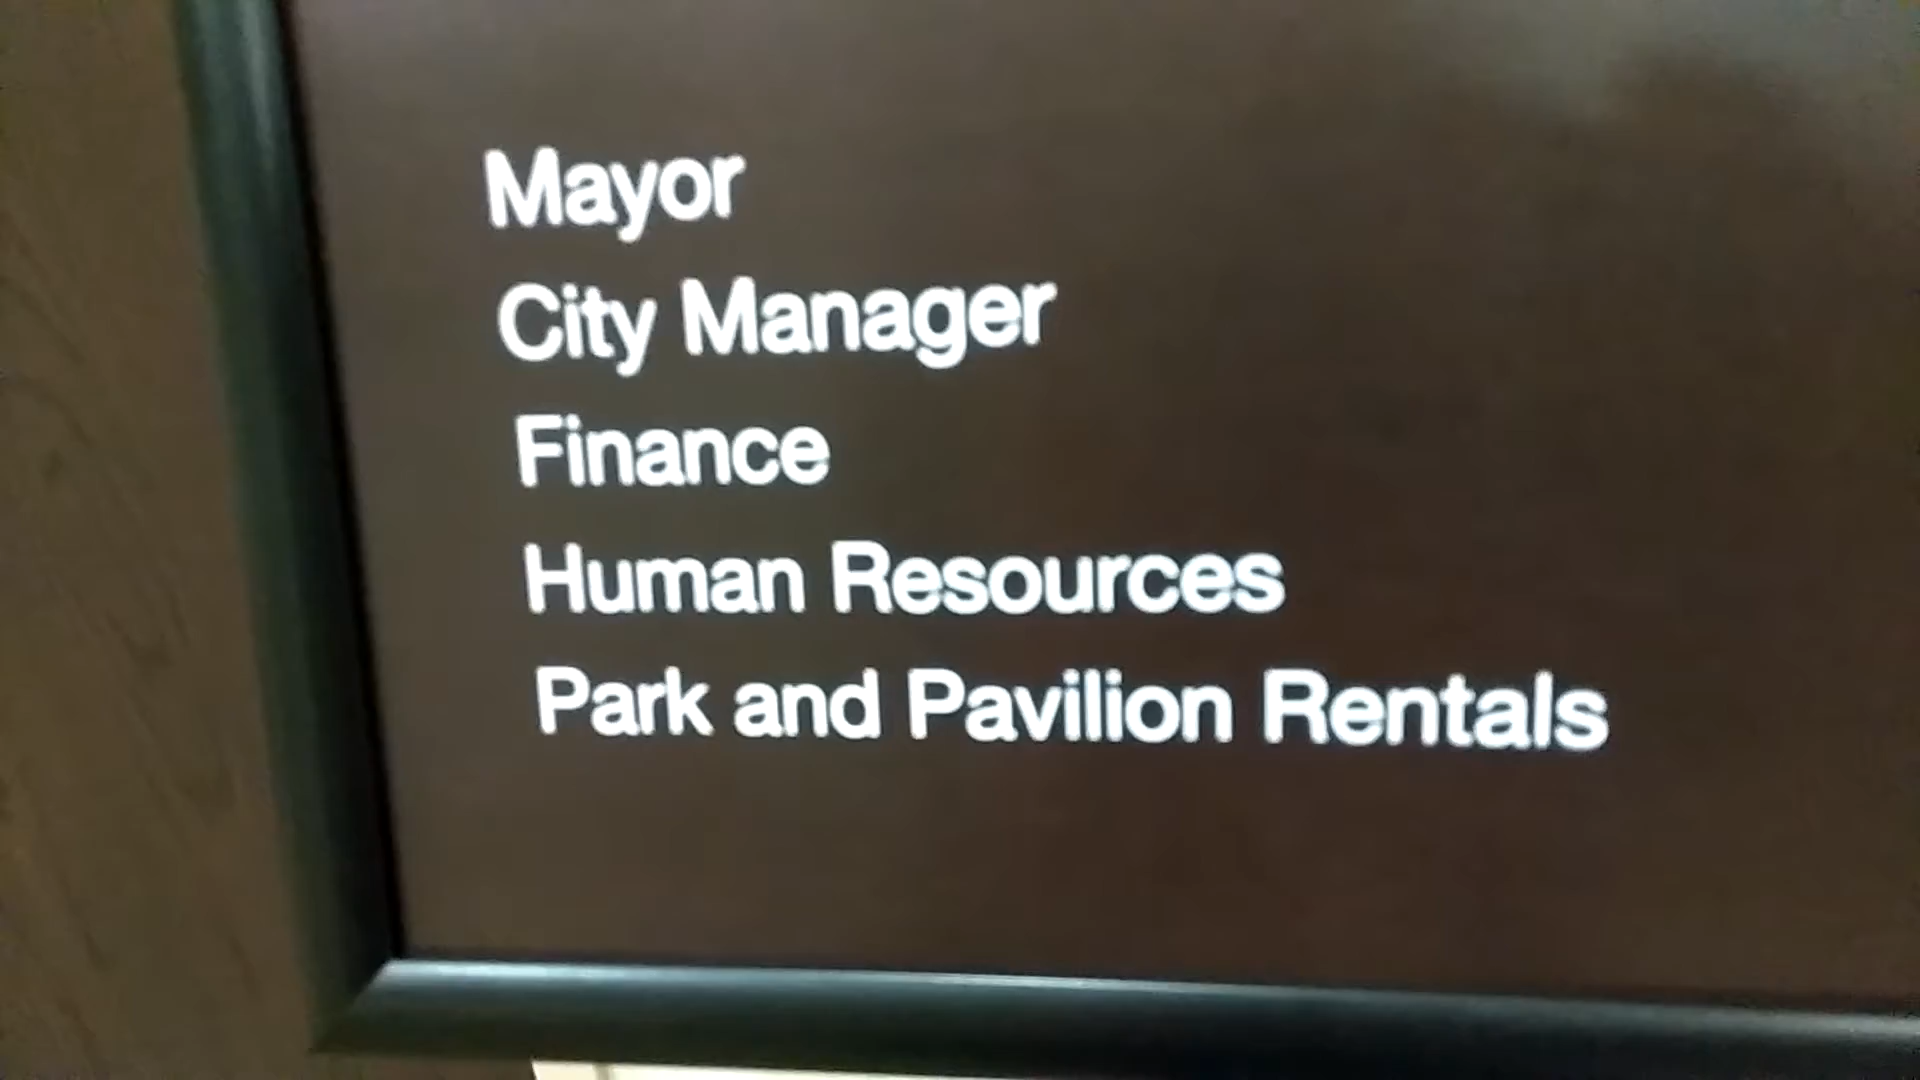 Mayor
City Manager
Finance
Human Resources
Park and Pavilion Rentals